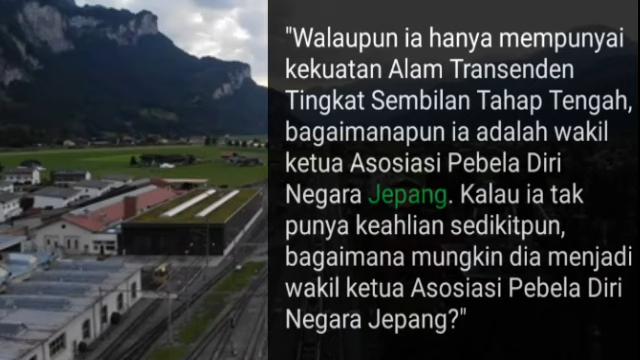 "Walaupun ia hanya mempunyai
kekuatan Alam Transenden
Tingkat Sembilan Tahap Tengah,
bagaimanapun ia adalah wakil
ketua Asosiasi Pebela Diri
Negara Jepang. Kalau ia tak
punya keahlian sedikitpun,
bagaimana mungkin dia menjadi
wakil ketua Asosiasi Pebela Diri
Negara Jepang?"